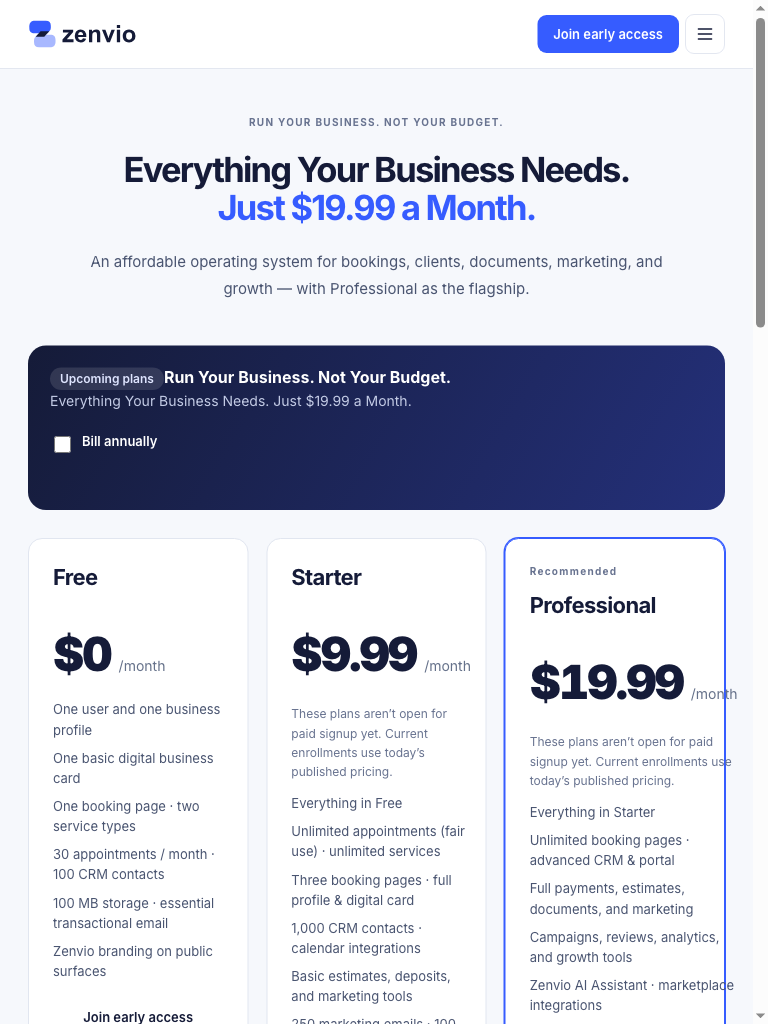 zenvio
Join early access
RUN YOUR BUSINESS. NOT YOUR BUDGET.
Everything Your Business Needs.
Just $19.99 a Month.
An affordable operating system for bookings, clients, documents, marketing, and
growth — with Professional as the flagship.
Upcoming plans Run Your Business. Not Your Budget.
Everything Your Business Needs. Just $19.99 a Month.
Bill annually
Free
$0 /month
One user and one business
profile
One basic digital business
card
One booking page · two
service types
30 appointments / month ·
100 CRM contacts
100 MB storage · essential
transactional email
Zenvio branding on public
surfaces
Join early access
Starter
$9.99 /month
These plans aren’t open for
paid signup yet. Current
enrollments use today’s
published pricing.
Everything in Free
Unlimited appointments (fair
use) · unlimited services
Three booking pages · full
profile & digital card
1,000 CRM contacts ·
calendar integrations
Basic estimates, deposits,
and marketing tools
250 marketing emails · 100
Recommended
Professional
$19.99 /month
These plans aren’t open for paid
signup yet. Current enrollments use
today’s published pricing.
Everything in Starter
Unlimited booking pages ·
advanced CRM & portal
Full payments, estimates,
documents, and marketing
Campaigns, reviews, analytics,
and growth tools
Zenvio AI Assistant · marketplace
integrations